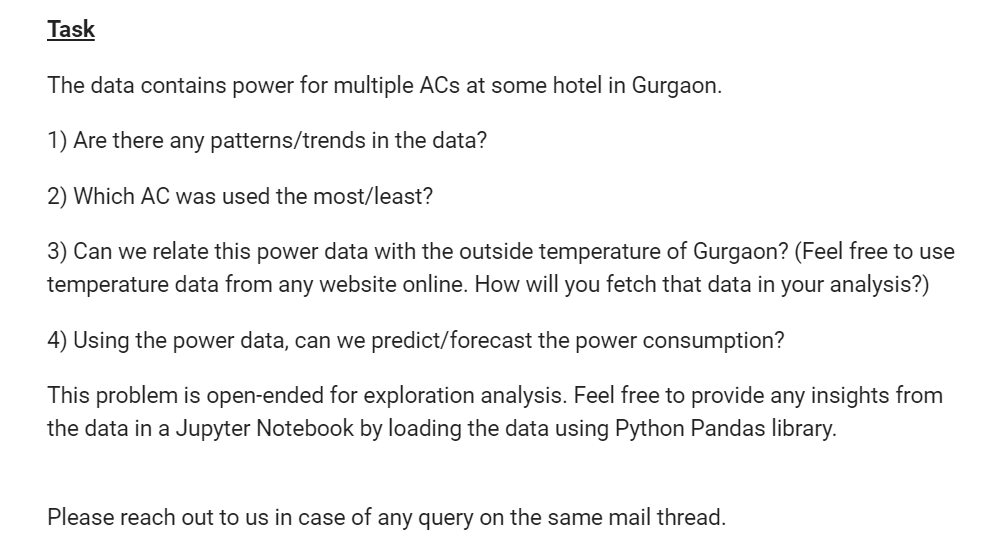 Task
The data contains power for multiple ACs at some hotel in Gurgaon.
1) Are there any patterns/trends in the data?
2) Which AC was used the most/least?
3) Can we relate this power data with the outside temperature of Gurgaon? (Feel free to use
temperature data from any website online. How will you fetch that data in your analysis?)
4) Using the power data, can we predict/forecast the power consumption?
This problem is open-ended for exploration analysis. Feel free to provide any insights from
the data in a Jupyter Notebook by loading the data using Python Pandas library.
Please reach out to us in case of any query on the same mail thread.